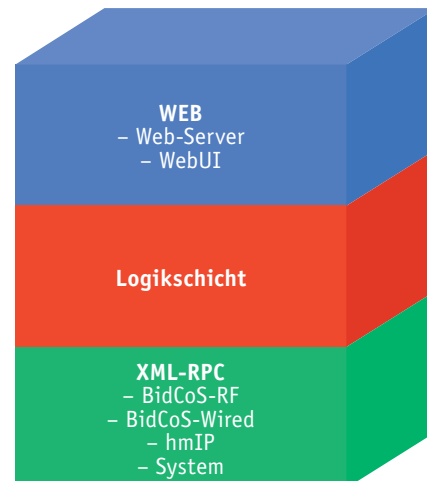 WEB
– Web-Server
– WebUI
Logikschicht
XML-RPC
– BidCoS-RF
– BidCoS-Wired
– hmIP
– System